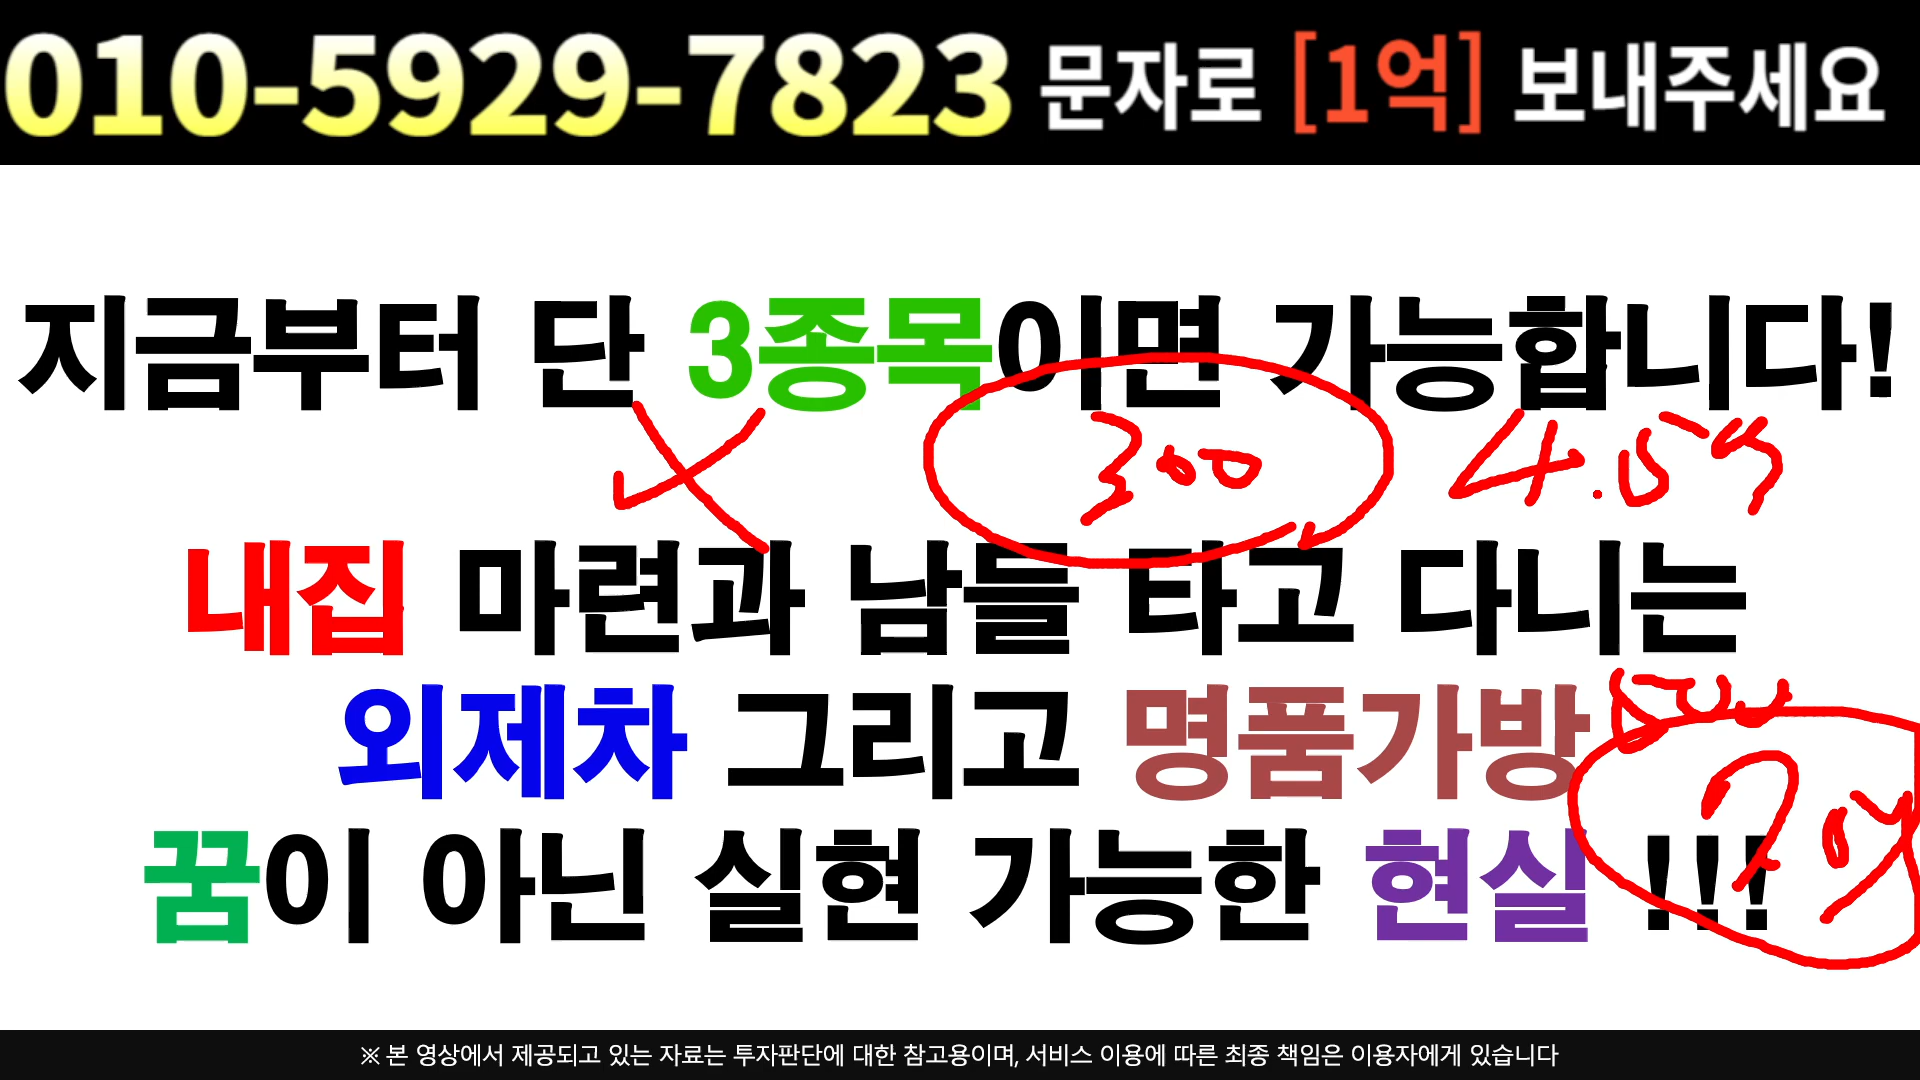 010-5929-7823 문자로 [1억] 보내주세요
지금부터 단 3종목이면 가능합니다!
300
내집 마련과 남들 타고 다니는
외제차 그리고 명품가방
꿈이 아닌 실현 가능한 현실 !!!
※ 본 영상에서 제공되고 있는 자료는 투자판단에 대한 참고용이며, 서비스 이용에 따른 최종 책임은 이용자에게 있습니다